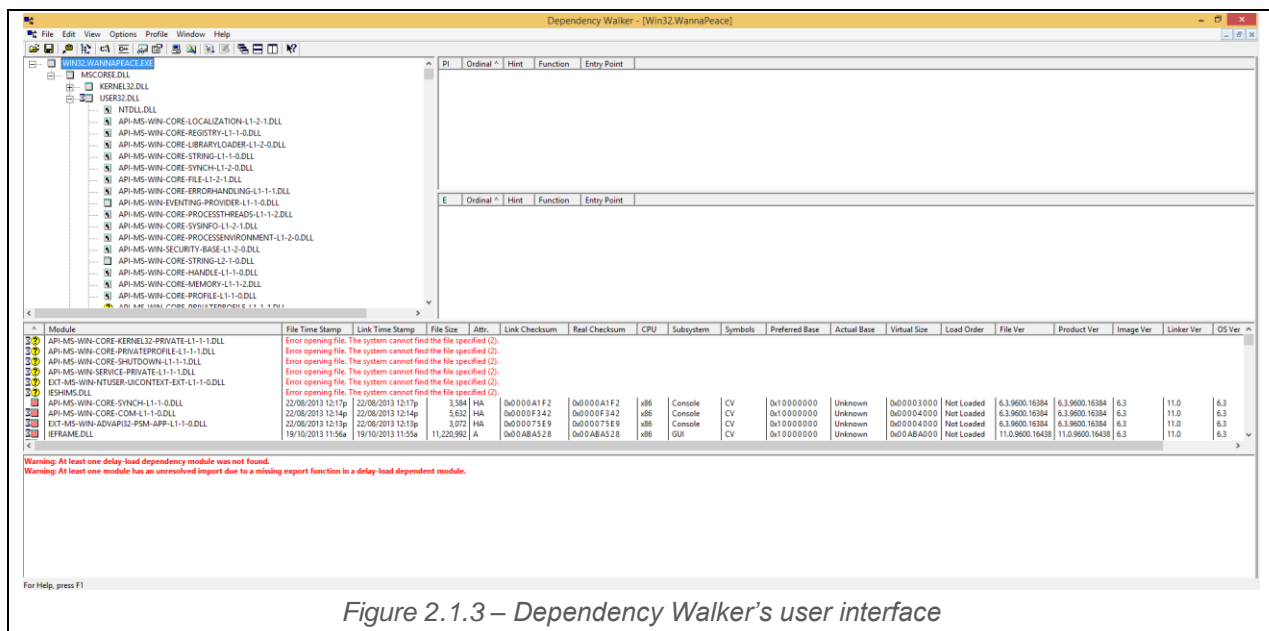 Dependency Walker - [Win32.WannaPeace]
File Edit View Options Profile Window Help
WIN32.WANNAPEACE.EXE
MSCOREE.DLL
KERNEL32.DLL
USER32.DLL
NTDLL.DLL
API-MS-WIN-CORE-LOCALIZATION-L1-2-1.DLL
API-MS-WIN-CORE-REGISTRY-L1-1-0.DLL
API-MS-WIN-CORE-LIBRARYLOADER-L1-2-0.DLL
API-MS-WIN-CORE-STRING-L1-1-0.DLL
API-MS-WIN-CORE-SYNCH-L1-2-0.DLL
API-MS-WIN-CORE-FILE-L1-2-1.DLL
API-MS-WIN-CORE-ERRORHANDLING-L1-1-1.DLL
API-MS-WIN-EVENTING-PROVIDER-L1-1-0.DLL
API-MS-WIN-CORE-PROCESSTHREADS-L1-1-2.DLL
API-MS-WIN-CORE-SYSINFO-L1-2-1.DLL
API-MS-WIN-CORE-PROCESSENVIRONMENT-L1-2-0.DLL
API-MS-WIN-SECURITY-BASE-L1-2-0.DLL
API-MS-WIN-CORE-STRING-L2-1-0.DLL
API-MS-WIN-CORE-HANDLE-L1-1-0.DLL
API-MS-WIN-CORE-MEMORY-L1-1-2.DLL
API-MS-WIN-CORE-PROFILE-L1-1-0.DLL
API-MS-WIN-CORE-PRIVATEPROFILE-L1-1-1.DLL
PI Ordinal ^ Hint Function Entry Point
E Ordinal ^ Hint Function Entry Point
^ Module File Time Stamp Link Time Stamp File Size Attr. Link Checksum Real Checksum CPU Subsystem Symbols Preferred Base Actual Base Virtual Size Load Order File Ver Product Ver Image Ver Linker Ver OS Ver
API-MS-WIN-CORE-KERNEL32-PRIVATE-L1-1-1.DLL Error opening file. The system cannot find the file specified (2).
API-MS-WIN-CORE-PRIVATEPROFILE-L1-1-1.DLL Error opening file. The system cannot find the file specified (2).
API-MS-WIN-CORE-SHUTDOWN-L1-1-1.DLL Error opening file. The system cannot find the file specified (2).
API-MS-WIN-SERVICE-PRIVATE-L1-1-1.DLL Error opening file. The system cannot find the file specified (2).
EXT-MS-WIN-NTUSER-UICONTEXT-EXT-L1-1-0.DLL Error opening file. The system cannot find the file specified (2).
IESHIMS.DLL Error opening file. The system cannot find the file specified (2).
API-MS-WIN-CORE-SYNCH-L1-1-0.DLL 22/08/2013 12:17p 22/08/2013 12:17p 3,584 HA 0x0000A1F2 0x0000A1F2 x86 Console CV 0x10000000 Unknown 0x00003000 Not Loaded 6.3.9600.16384 6.3.9600.16384 6.3 11.0 6.3
API-MS-WIN-CORE-COM-L1-1-0.DLL 22/08/2013 12:14p 22/08/2013 12:14p 5,632 HA 0x0000F342 0x0000F342 x86 Console CV 0x10000000 Unknown 0x00004000 Not Loaded 6.3.9600.16384 6.3.9600.16384 6.3 11.0 6.3
EXT-MS-WIN-ADVAPI32-PSM-APP-L1-1-0.DLL 22/08/2013 12:13p 22/08/2013 12:13p 3,072 HA 0x000075E9 0x000075E9 x86 Console CV 0x10000000 Unknown 0x00004000 Not Loaded 6.3.9600.16384 6.3.9600.16384 6.3 11.0 6.3
IEFRAME.DLL 19/10/2013 11:56a 19/10/2013 11:55a 11,220,992 A 0x00ABA528 0x00ABA528 x86 GUI CV 0x10000000 Unknown 0x00ABA000 Not Loaded 11.0.9600.16438 11.0.9600.16438 6.3 11.0 6.3
Warning: At least one delay-load dependency module was not found.
Warning: At least one module has an unresolved import due to a missing export function in a delay-load dependent module.
For Help, press F1
Figure 2.1.3 – Dependency Walker's user interface